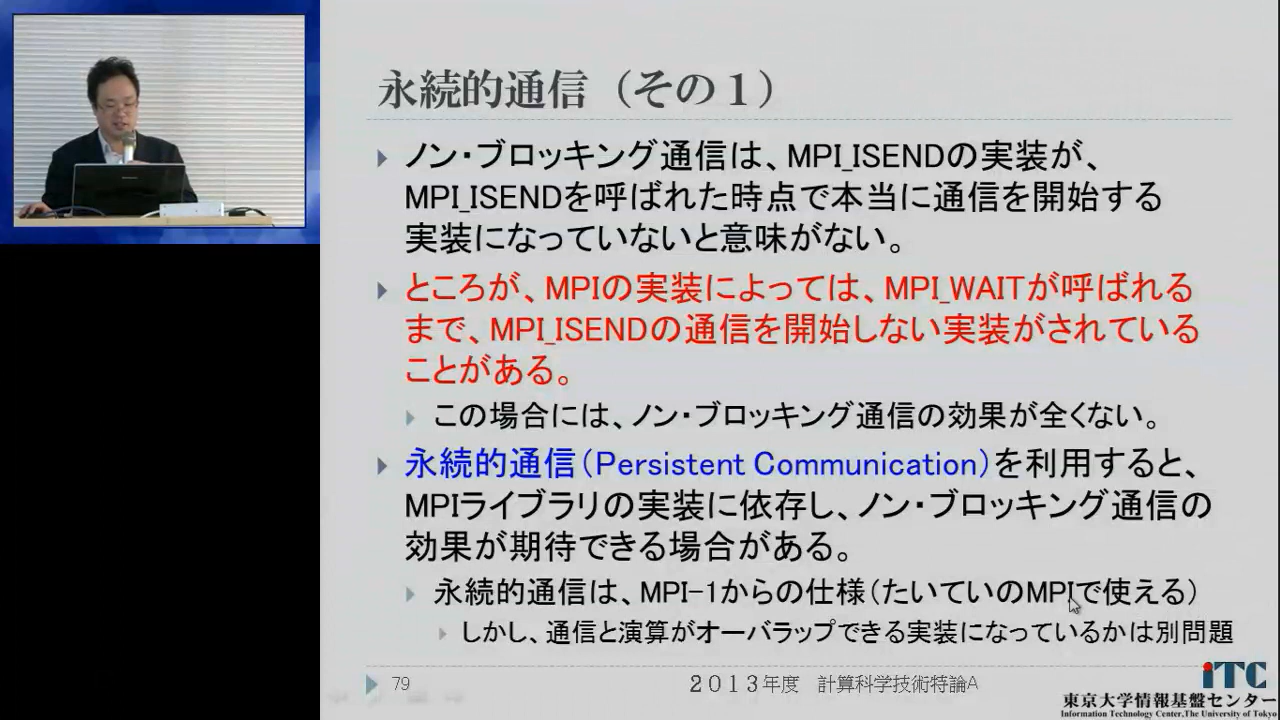 永続的通信（その１）
ノン・ブロッキング通信は、MPI_ISENDの実装が、
MPI_ISENDを呼ばれた時点で本当に通信を開始する
実装になっていないと意味がない。
ところが、MPIの実装によっては、MPI_WAITが呼ばれる
まで、MPI_ISENDの通信を開始しない実装がされている
ことがある。
この場合には、ノン・ブロッキング通信の効果が全くない。
永続的通信（Persistent Communication）を利用すると、
MPIライブラリの実装に依存し、ノン・ブロッキング通信の
効果が期待できる場合がある。
永続的通信は、MPI-1からの仕様（たいていのMPIで使える）
しかし、通信と演算がオーバラップできる実装になっているかは別問題
79
２０１３年度 計算科学技術特論A
iTC
東京大学情報基盤センター
Information Technology Center,The University of Tokyo